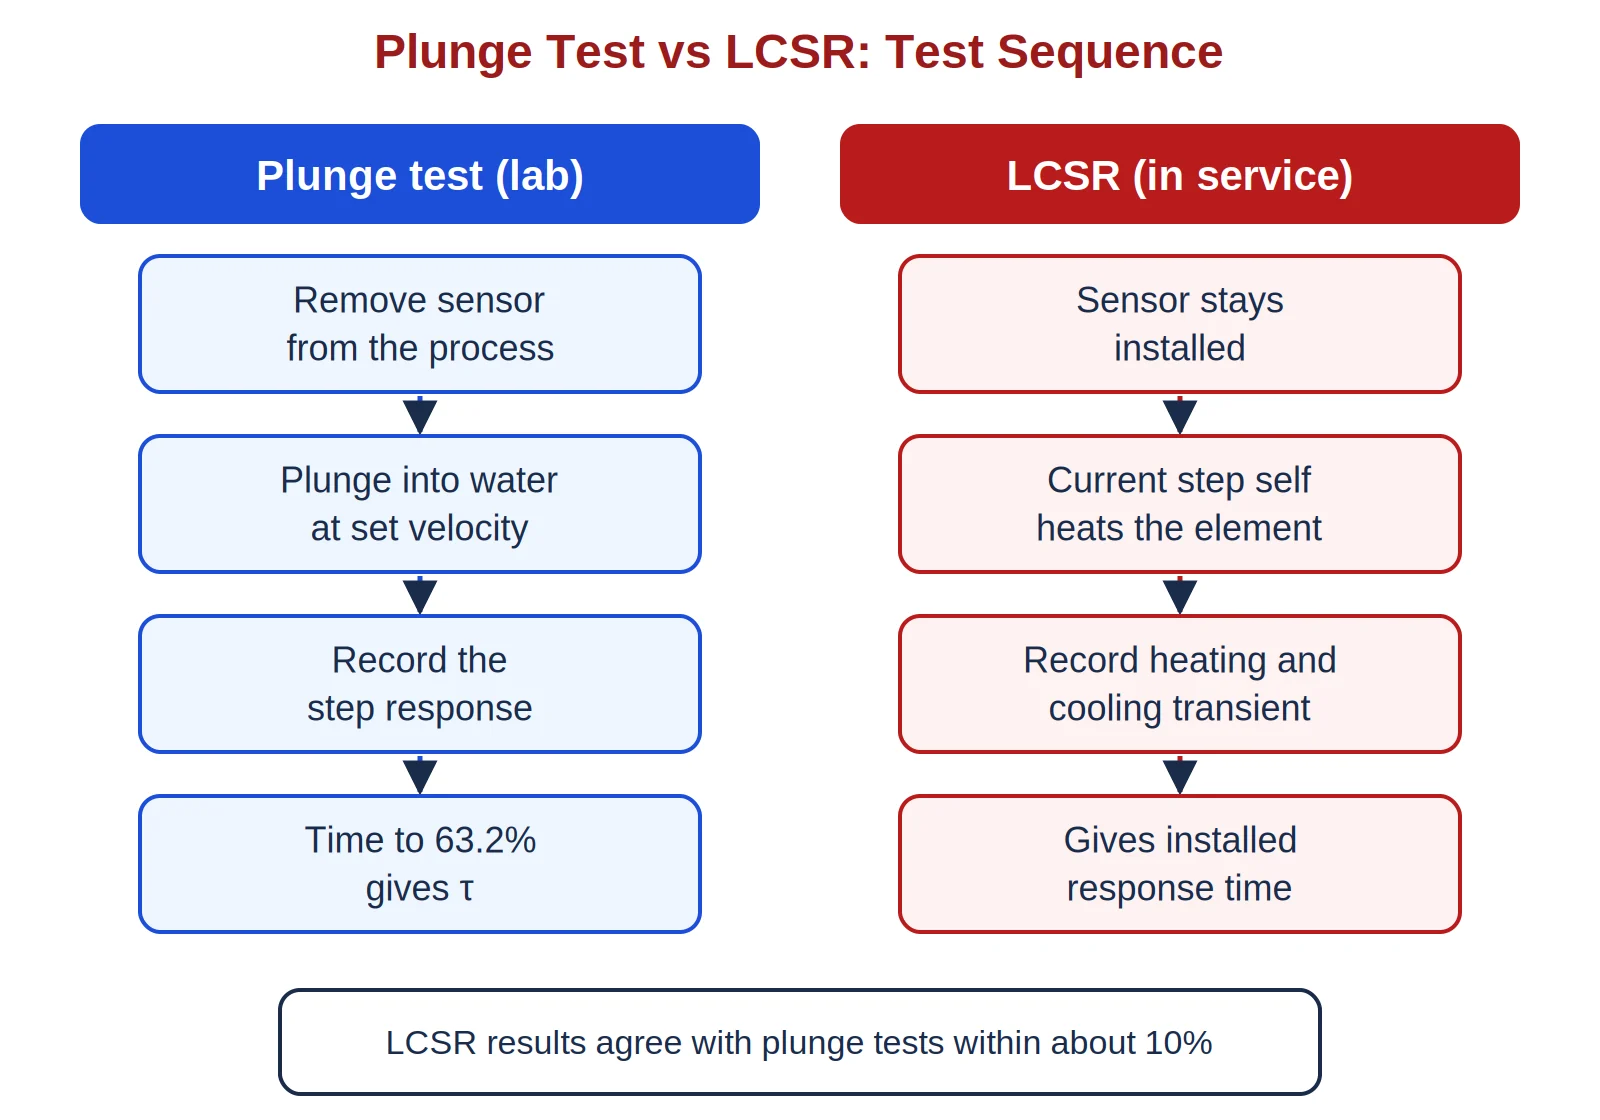 Plunge Test vs LCSR: Test Sequence
Plunge test (lab)
Remove sensor
from the process
Plunge into water
at set velocity
Record the
step response
Time to 63.2%
gives τ
LCSR (in service)
Sensor stays
installed
Current step self
heats the element
Record heating and
cooling transient
Gives installed
response time
LCSR results agree with plunge tests within about 10%